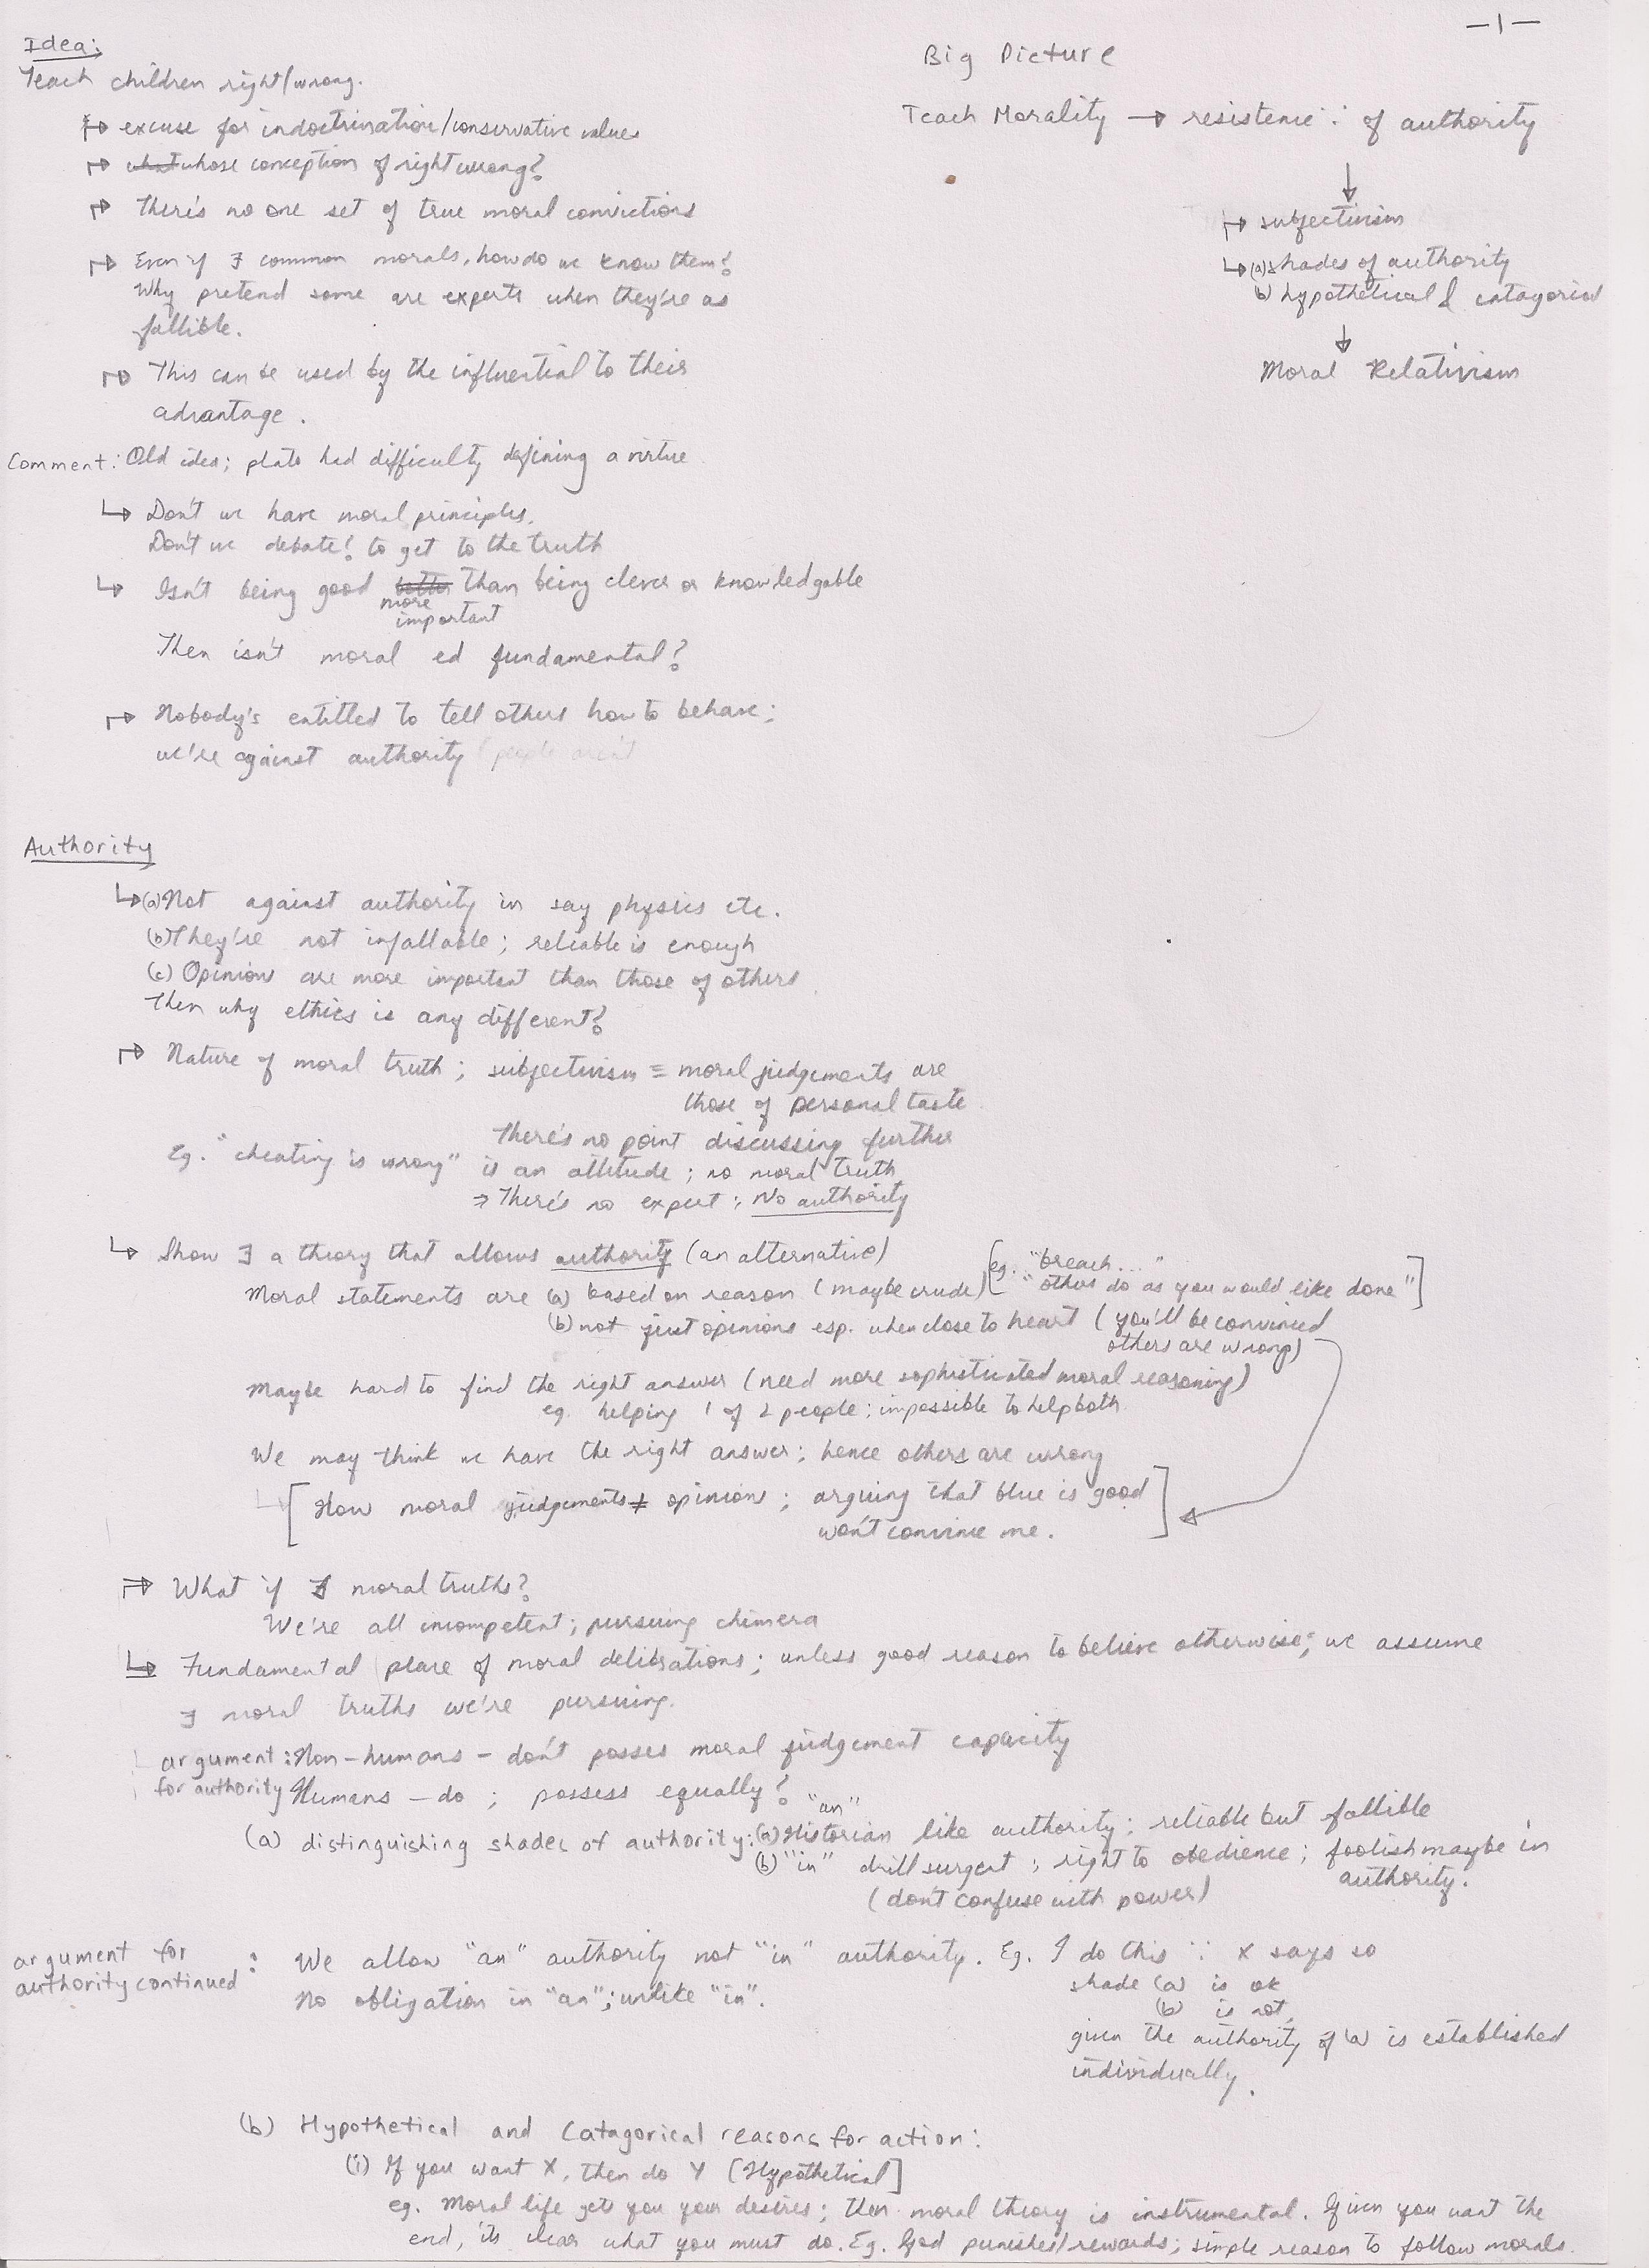 -1-
Idea:
Teach children right/wrong.
↱ excuse for indoctrination/conservative values
↱ what whose conception of right wrong?
↱ There's no one set of true moral convictions
↱ Even if ∃ common morals, how do we know them?
Why pretend some are experts when they're as
fallible.
↱ This can be used by the influential to their
advantage.
Comment: Old idea; plato had difficulty defining a virtue
↳ Don't we have moral principles.
Don't we debate? to get to the truth
↳ Isn't being good better than being clever or knowledgable
more
important
Then isn't moral ed fundamental?
↱ Nobody's entitled to tell others how to behave;
we're against authority (people aren't
Big Picture
Teach Morality → resistence ∵ of authority
↓
↱ subjectivism
↳ (a) shades of authority
(b) hypothetical & catagorical
↓
Moral Relativism
Authority
↳ (a) Not against authority in say physics etc.
(b) They're not infallable; reliable is enough
(c) Opinions are more important than those of others.
Then why ethics is any different?
↱ Nature of moral truth; subjectivism ≡ moral judgements are
those of personal taste
There's no point discussing further
Eg. "cheating is wrong" is an attitude; no moral truth
⇒ There's no expert ∴ No authority
↳ Show ∃ a theory that allows authority (an alternative)
[eg. "breach..."
Moral statements are (a) based on reason (maybe crude) "others do as you would like done"]
(b) not just opinions esp. when close to heart (you'll be convinced
others are wrong)
Maybe hard to find the right answer (need more sophisticated moral reasoning)
eg. helping 1 of 2 people; impossible to help both.
We may think we have the right answer; hence others are wrong
[How moral judgements ≠ opinions; arguing that blue is good
won't convince me.]
⇒ What if ∄ moral truths?
We're all incompetent; pursuing chimera
↳ Fundamental place of moral delibrations; unless good reason to believe otherwise; we assume
∃ moral truths we're pursuing.
argument: Non-humans - don't posses moral judgement capacity
for authority Humans - do; possess equally?
(a) distinguishing shades of authority: (a) "an" Historian like authority; reliable but fallible
(b) "in" drill surgent; right to obedience; foolish maybe in
(don't confuse with power) authority.
argument for
authority continued : We allow "an" authority not "in" authority. Eg. I do this ∵ X says so
No obligation in "an"; unlike "in".
shade (a) is ok
(b) is not,
given the authority of (a) is established
individually.
(b) Hypothetical and Catagorical reasons for action:
(i) If you want X, then do Y [Hypothetical]
eg. Moral life gets you your desires; then moral theory is instrumental. Given you want the
end, its clear what you must do. Eg. God punishes/rewards; simple reason to follow morals.